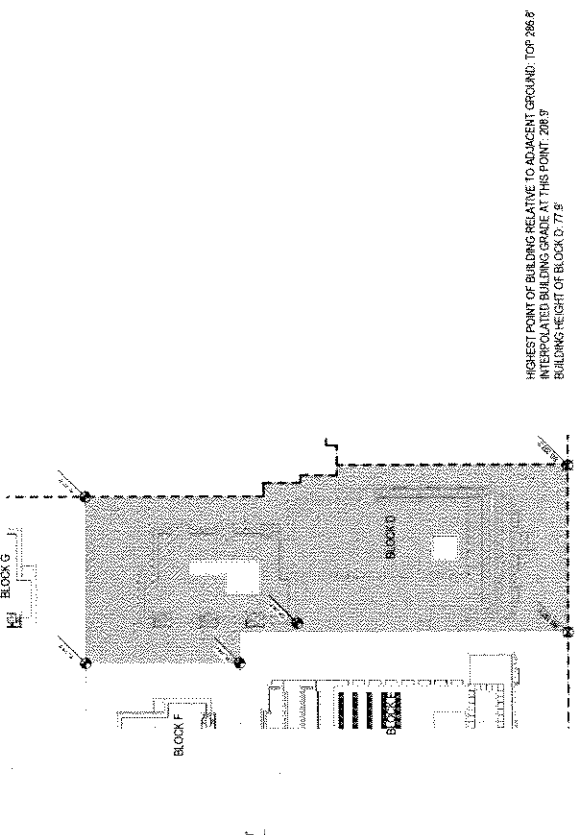 BLOCK G
BLOCK F
BLOCK E
BLOCK D
HIGHEST POINT OF BUILDING RELATIVE TO ADJACENT GROUND: TOP 286.8'
INTERPOLATED BUILDING GRADE AT THIS POINT: 208.9'
BUILDING HEIGHT OF BLOCK D: 77.9'